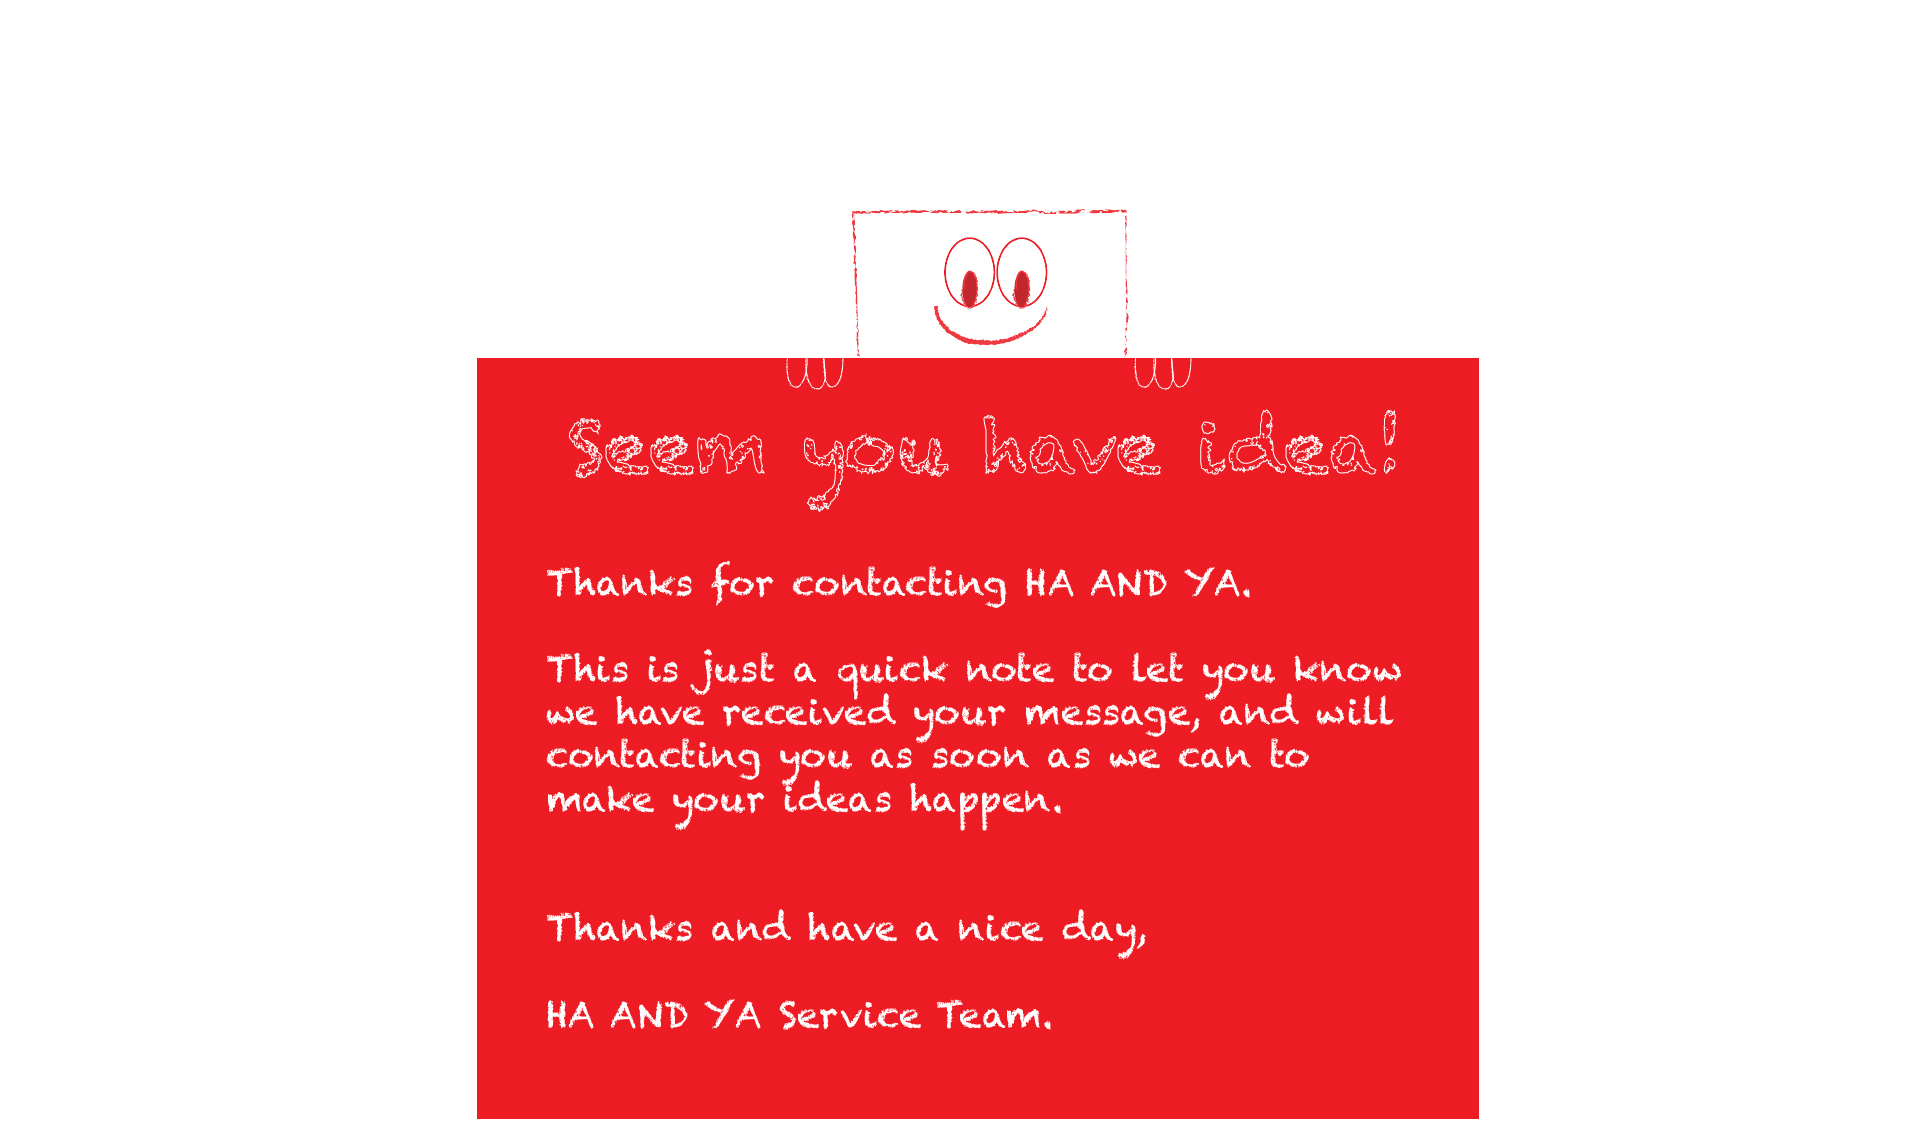 Seem you have idea!
Thanks for contacting HA AND YA.
This is just a quick note to let you know
we have received your message, and will
contacting you as soon as we can to
make your ideas happen.
Thanks and have a nice day,
HA AND YA Service Team.